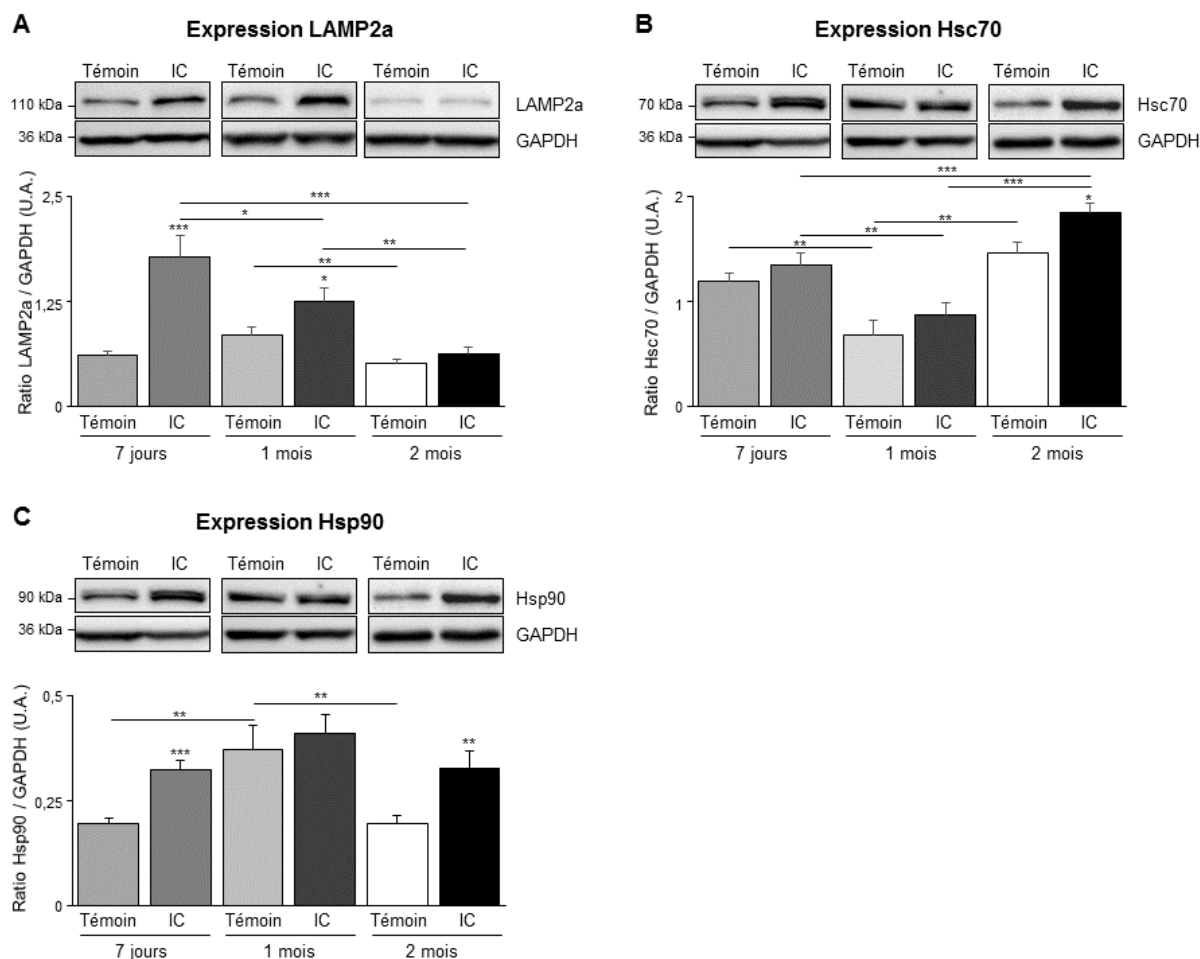 A
Expression LAMP2a
Témoin IC Témoin IC Témoin IC
110 kDa
LAMP2a
36 kDa
GAPDH
Ratio LAMP2a / GAPDH (U.A.)
2,5
1,25
0
***
*
***
**
**
*
Témoin IC Témoin IC Témoin IC
7 jours 1 mois 2 mois
B
Expression Hsc70
Témoin IC Témoin IC Témoin IC
70 kDa
Hsc70
36 kDa
GAPDH
Ratio Hsc70 / GAPDH (U.A.)
2
1
0
***
***
*
**
**
**
Témoin IC Témoin IC Témoin IC
7 jours 1 mois 2 mois
C
Expression Hsp90
Témoin IC Témoin IC Témoin IC
90 kDa
Hsp90
36 kDa
GAPDH
Ratio Hsp90 / GAPDH (U.A.)
0,5
0,25
0
**
**
***
**
Témoin IC Témoin IC Témoin IC
7 jours 1 mois 2 mois